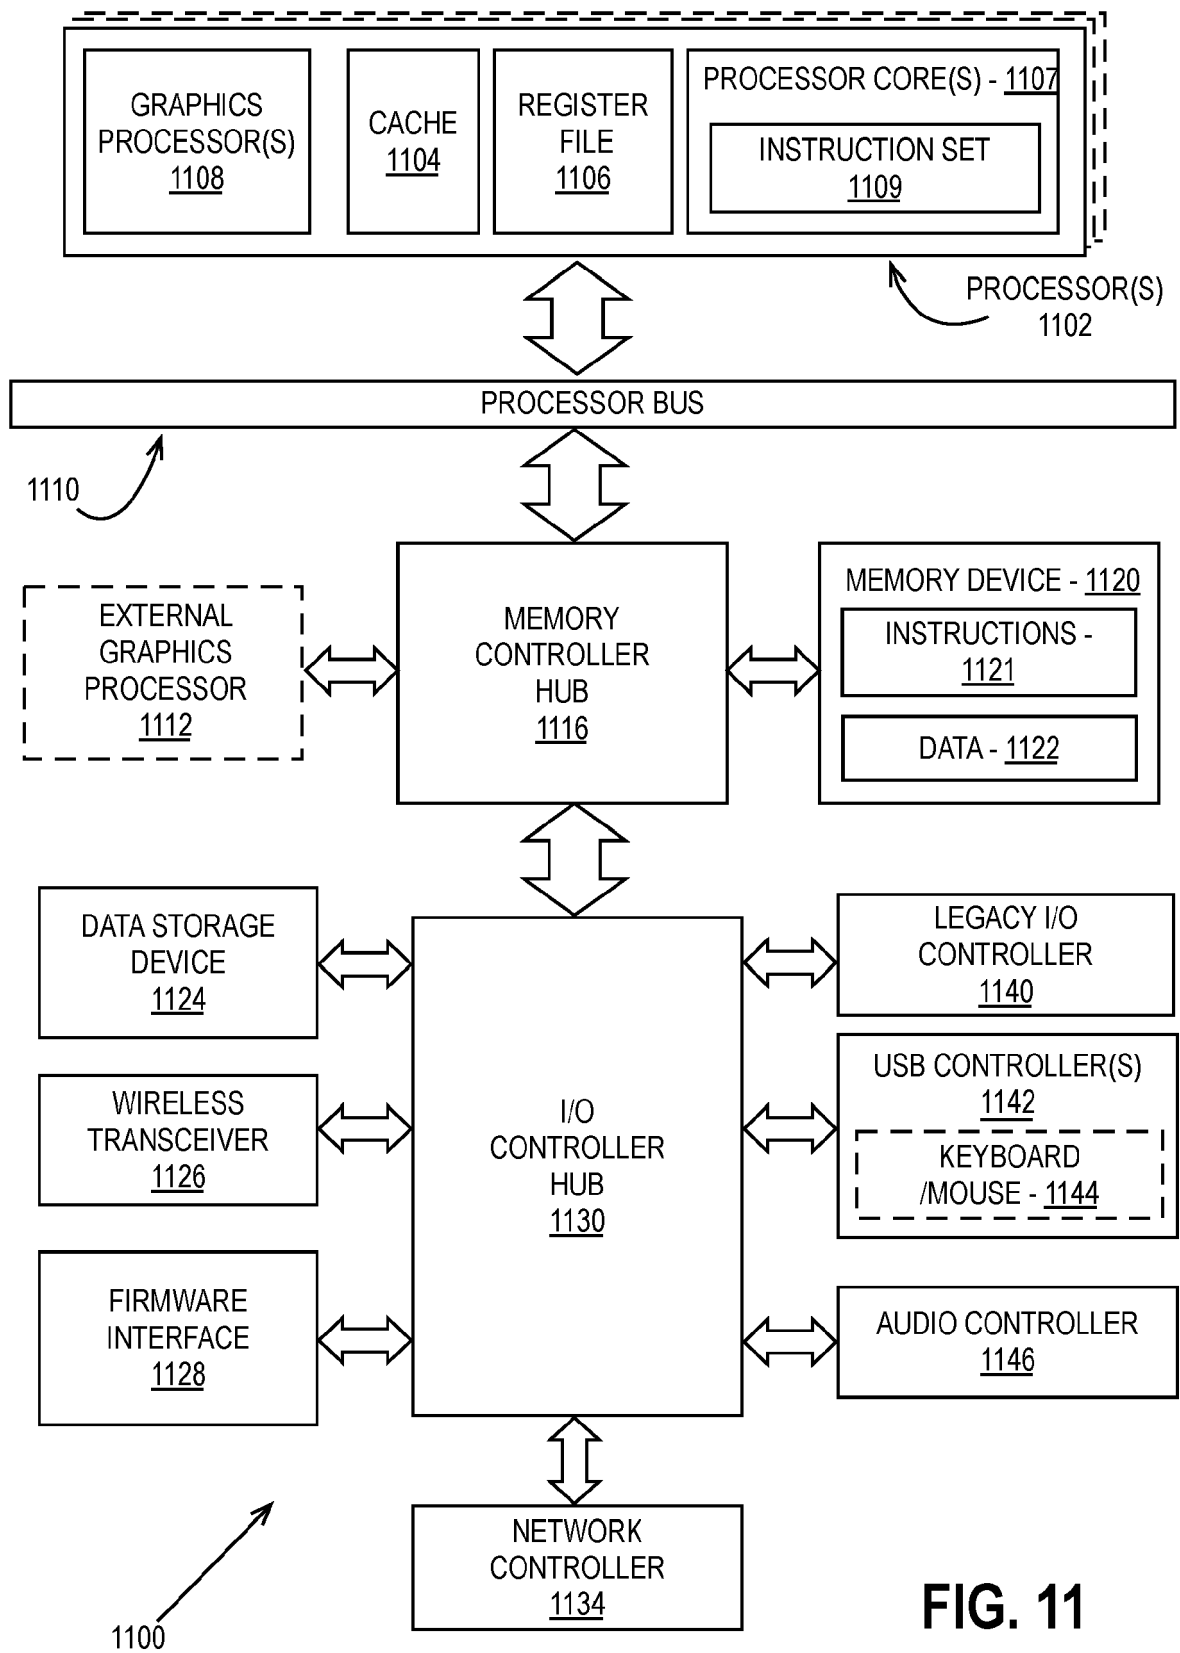 GRAPHICS
PROCESSOR(S)
1108
CACHE
1104
REGISTER
FILE
1106
PROCESSOR CORE(S) - 1107
INSTRUCTION SET
1109
PROCESSOR(S)
1102
PROCESSOR BUS
1110
EXTERNAL
GRAPHICS
PROCESSOR
1112
MEMORY
CONTROLLER
HUB
1116
MEMORY DEVICE - 1120
INSTRUCTIONS -
1121
DATA - 1122
DATA STORAGE
DEVICE
1124
WIRELESS
TRANSCEIVER
1126
FIRMWARE
INTERFACE
1128
I/O
CONTROLLER
HUB
1130
LEGACY I/O
CONTROLLER
1140
USB CONTROLLER(S)
1142
KEYBOARD
/MOUSE - 1144
AUDIO CONTROLLER
1146
NETWORK
CONTROLLER
1134
1100
FIG. 11